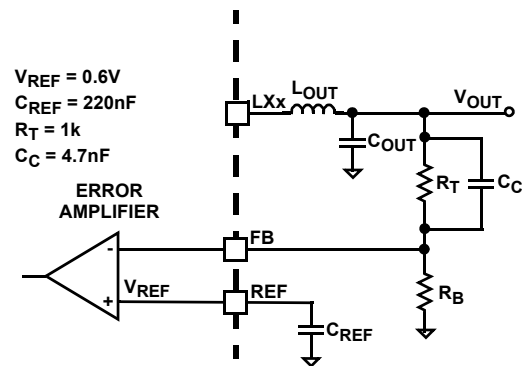 V_REF = 0.6V
C_REF = 220nF
R_T = 1k
C_C = 4.7nF
LXx
L_OUT
V_OUT
C_OUT
R_T
C_C
ERROR
AMPLIFIER
FB
-
V_REF
+
REF
R_B
C_REF